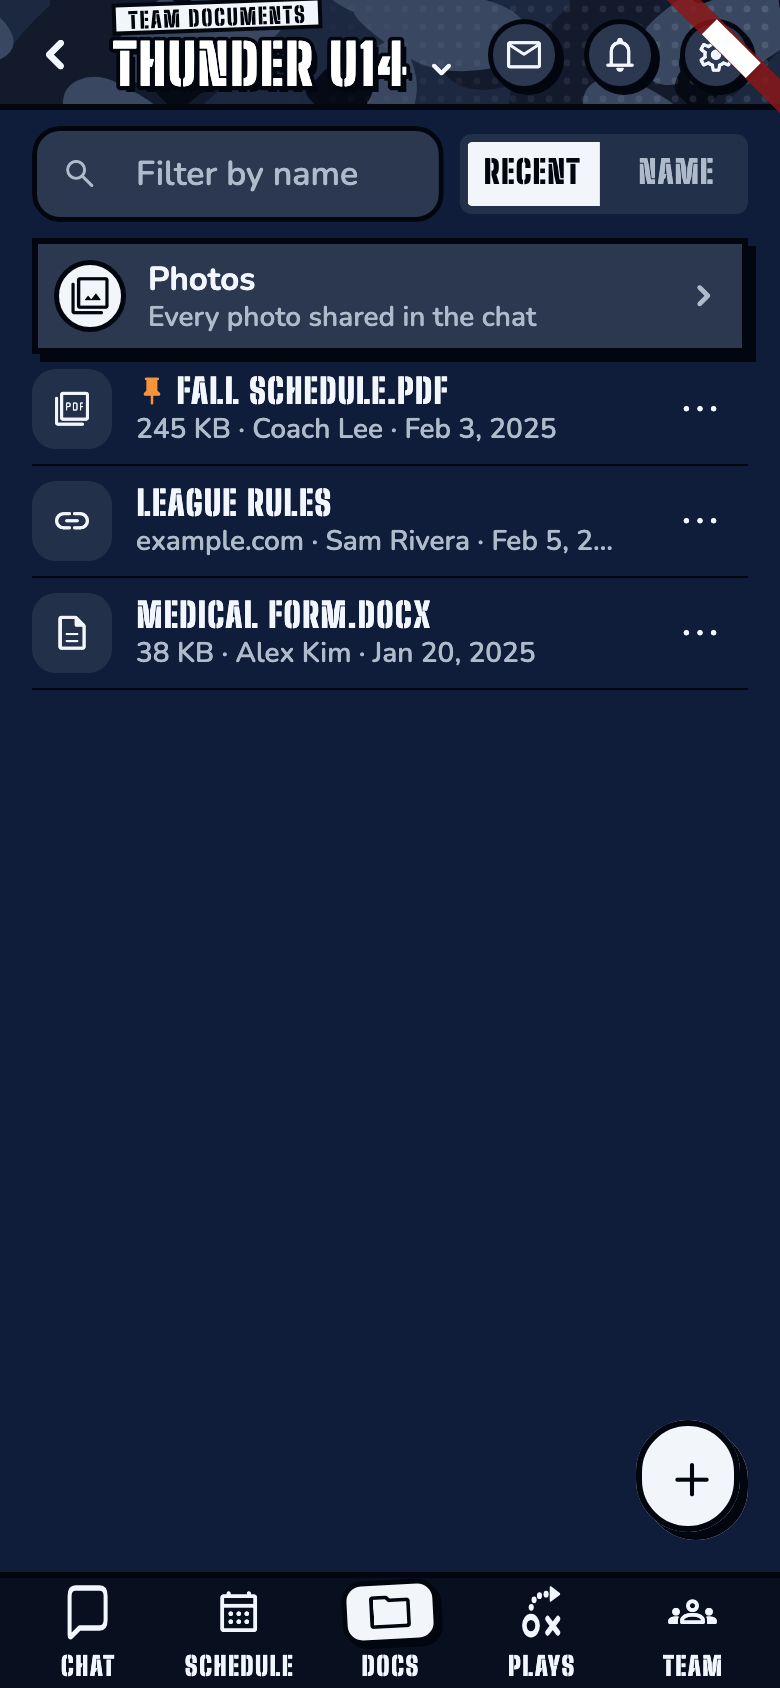 TEAM DOCUMENTS
THUNDER U14
Filter by name
RECENT
NAME
Photos
Every photo shared in the chat
FALL SCHEDULE.PDF
PDF
245 KB · Coach Lee · Feb 3, 2025
LEAGUE RULES
example.com · Sam Rivera · Feb 5, 2...
MEDICAL FORM.DOCX
38 KB · Alex Kim · Jan 20, 2025
CHAT
SCHEDULE
DOCS
PLAYS
TEAM